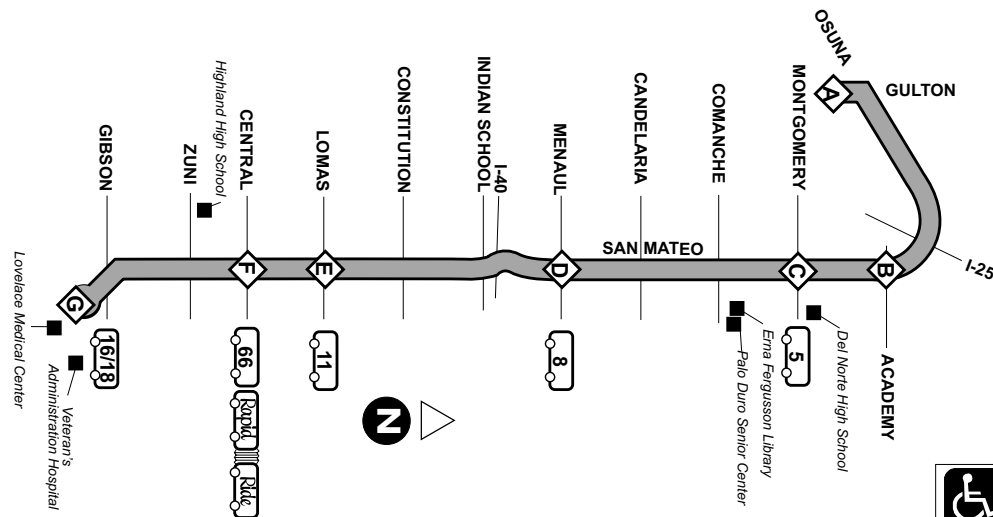 OSUNA
GULTON
A
MONTGOMERY
COMANCHE
CANDELARIA
MENAUL
I-40
INDIAN SCHOOL
CONSTITUTION
LOMAS
CENTRAL
Highland High School
ZUNI
GIBSON
I-25
SAN MATEO
B
C
D
E
F
G
ACADEMY
Del Norte High School
5
Erna Fergusson Library
Palo Duro Senior Center
8
11
66
Rapid
Ride
16/18
Veteran's
Administration Hospital
Lovelace Medical Center
N